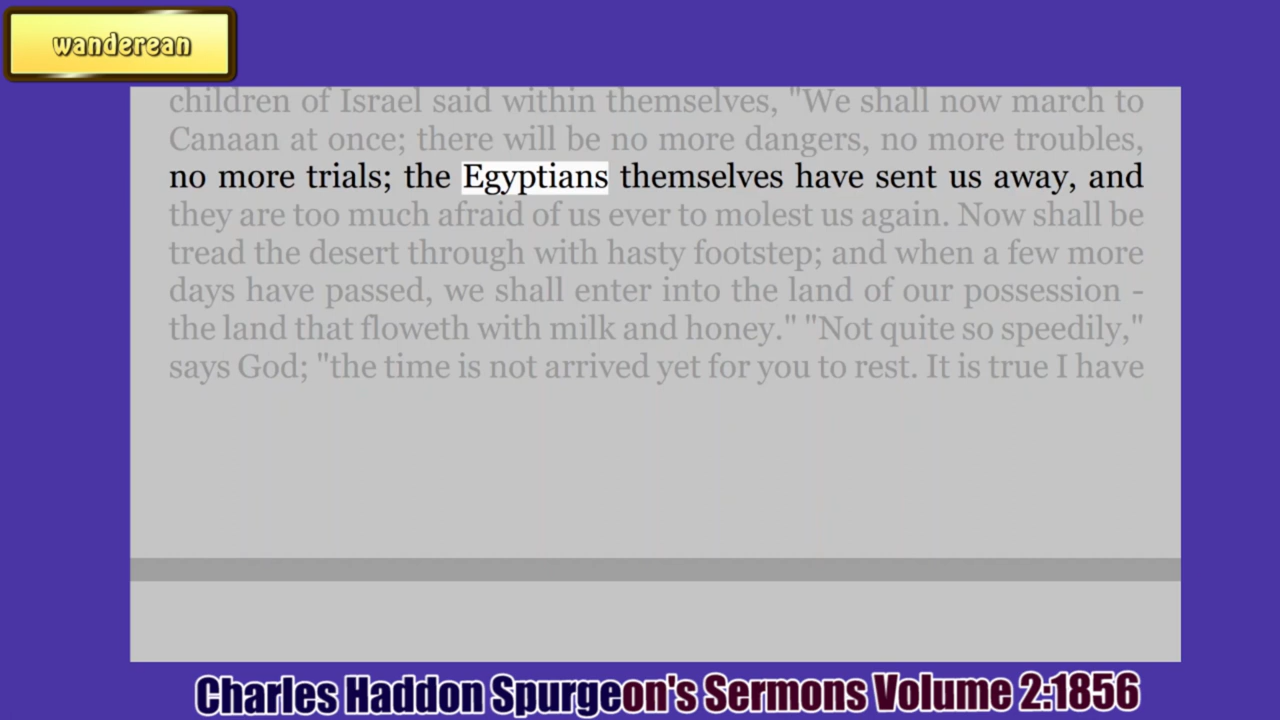 wanderean
children of Israel said within themselves, "We shall now march to
Canaan at once; there will be no more dangers, no more troubles,
no more trials; the Egyptians themselves have sent us away, and
they are too much afraid of us ever to molest us again. Now shall be
tread the desert through with hasty footstep; and when a few more
days have passed, we shall enter into the land of our possession -
the land that floweth with milk and honey." "Not quite so speedily,"
says God; "the time is not arrived yet for you to rest. It is true I have
Charles Haddon Spurgeon's Sermons Volume 2:1856